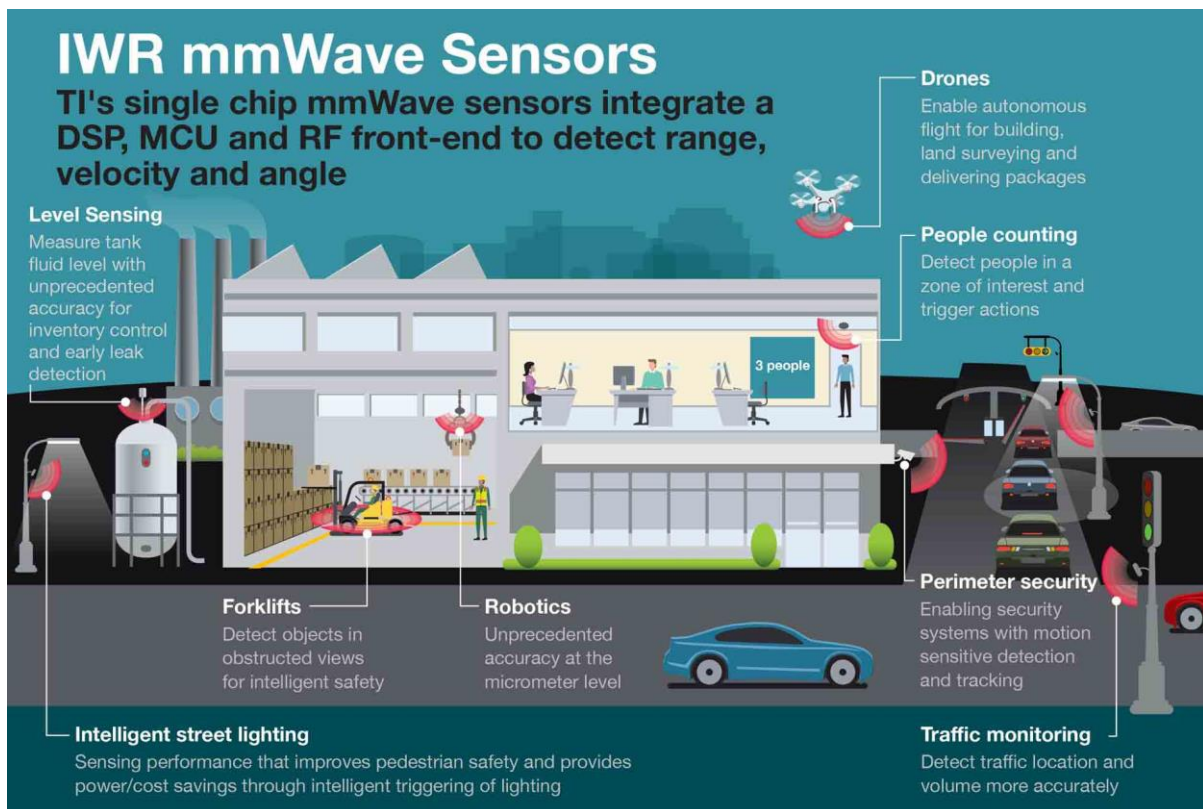 IWR mmWave Sensors
TI's single chip mmWave sensors integrate a
DSP, MCU and RF front-end to detect range,
velocity and angle
Drones
Enable autonomous
flight for building,
land surveying and
delivering packages
Level Sensing
Measure tank
fluid level with
unprecedented
accuracy for
inventory control
and early leak
detection
People counting
Detect people in a
zone of interest and
trigger actions
3 people
Forklifts
Detect objects in
obstructed views
for intelligent safety
Robotics
Unprecedented
accuracy at the
micrometer level
Perimeter security
Enabling security
systems with motion
sensitive detection
and tracking
Intelligent street lighting
Sensing performance that improves pedestrian safety and provides
power/cost savings through intelligent triggering of lighting
Traffic monitoring
Detect traffic location and
volume more accurately